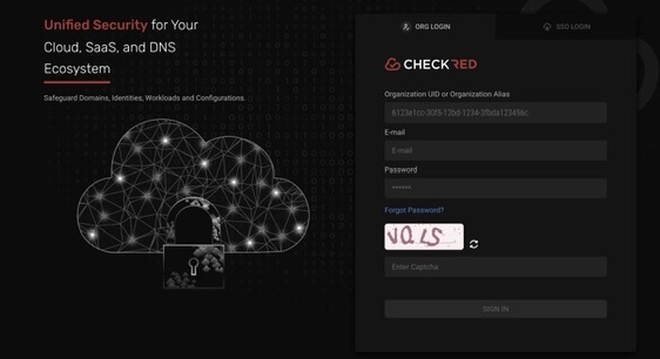 Unified Security for Your
Cloud, SaaS, and DNS
Ecosystem
Safeguard Domains, Identities, Workloads and Configurations.
ORG LOGIN
SSO LOGIN
CHECKRED
Organization UID or Organization Alias
6123e1cc-30f5-12bd-1234-3fbda123456c
E-mail
E-mail
Password
••••••
Forgot Password?
VQLS
Enter Captcha
SIGN IN